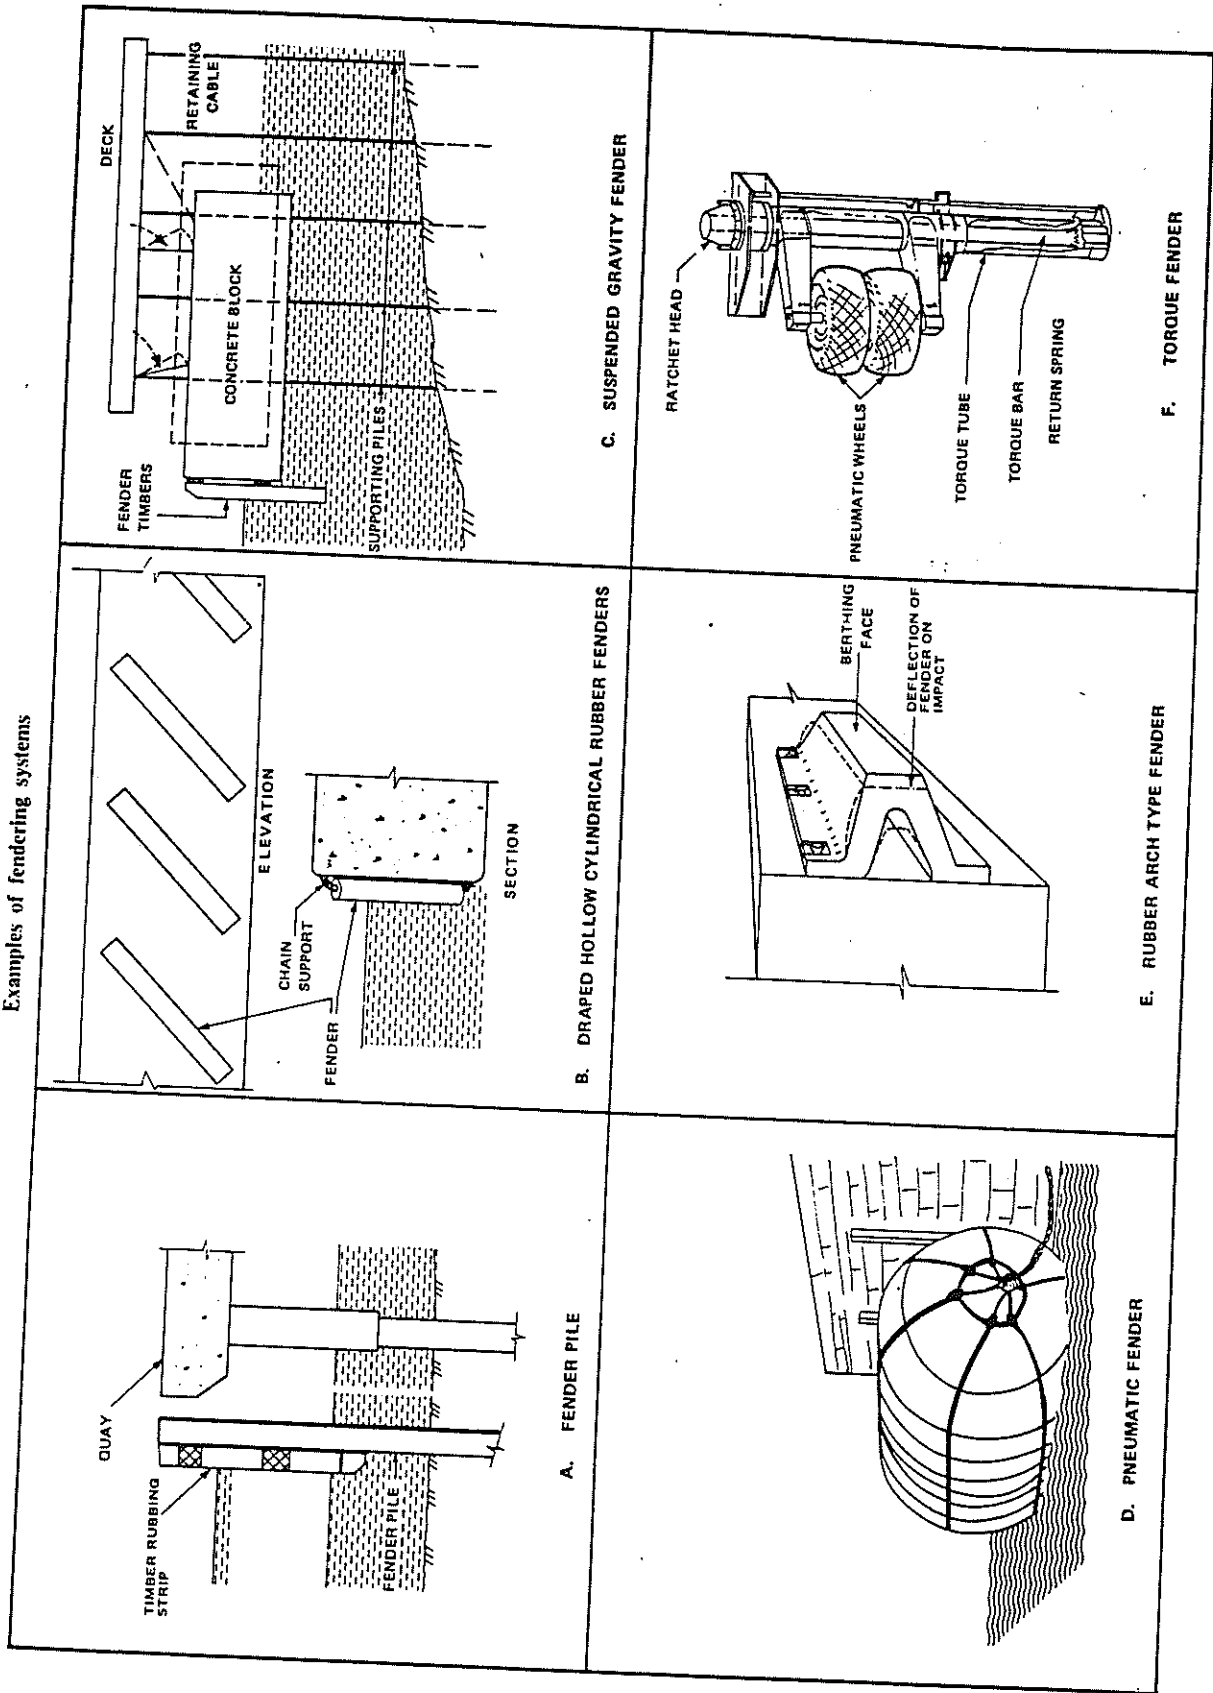 Examples of fendering systems
QUAY
TIMBER RUBBING
STRIP
FENDER PILE
A. FENDER PILE
ELEVATION
CHAIN
SUPPORT
FENDER
SECTION
B. DRAPED HOLLOW CYLINDRICAL RUBBER FENDERS
DECK
RETAINING
CABLE
FENDER
TIMBERS
CONCRETE BLOCK
SUPPORTING PILES
C. SUSPENDED GRAVITY FENDER
D. PNEUMATIC FENDER
BERTHING
FACE
DEFLECTION OF
FENDER ON
IMPACT
E. RUBBER ARCH TYPE FENDER
RATCHET HEAD
PNEUMATIC WHEELS
TORQUE TUBE
TORQUE BAR
RETURN SPRING
F. TORQUE FENDER